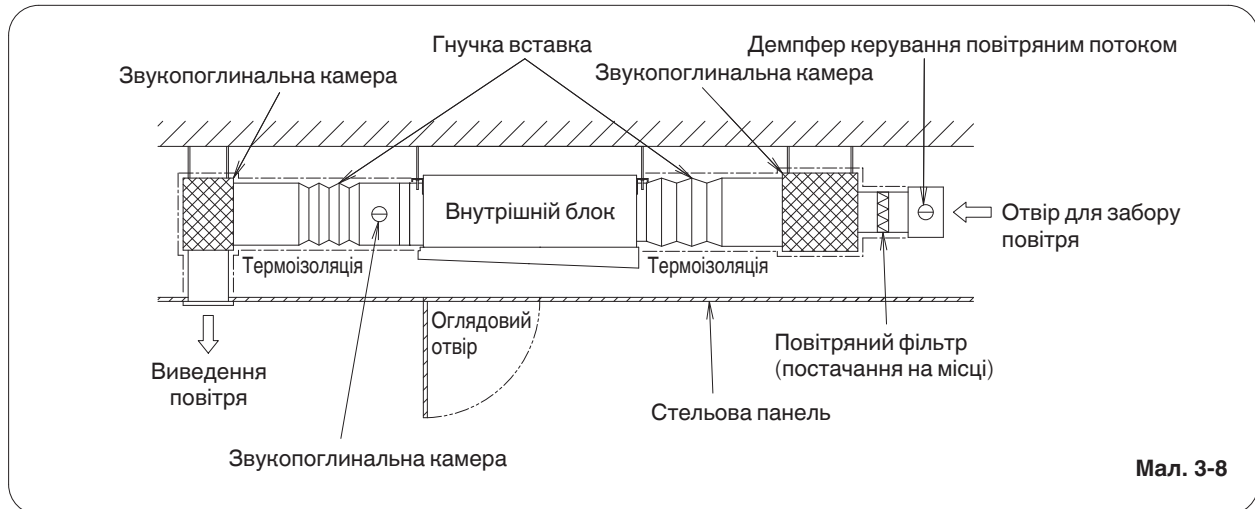 Гнучка вставка
Демпфер керування повітряним потоком
Звукопоглинальна камера
Звукопоглинальна камера
Внутрішній блок
Отвір для забору
повітря
Термоізоляція
Термоізоляція
Оглядовий
отвір
Повітряний фільтр
(постачання на місці)
Виведення
повітря
Стельова панель
Звукопоглинальна камера
Мал. 3-8